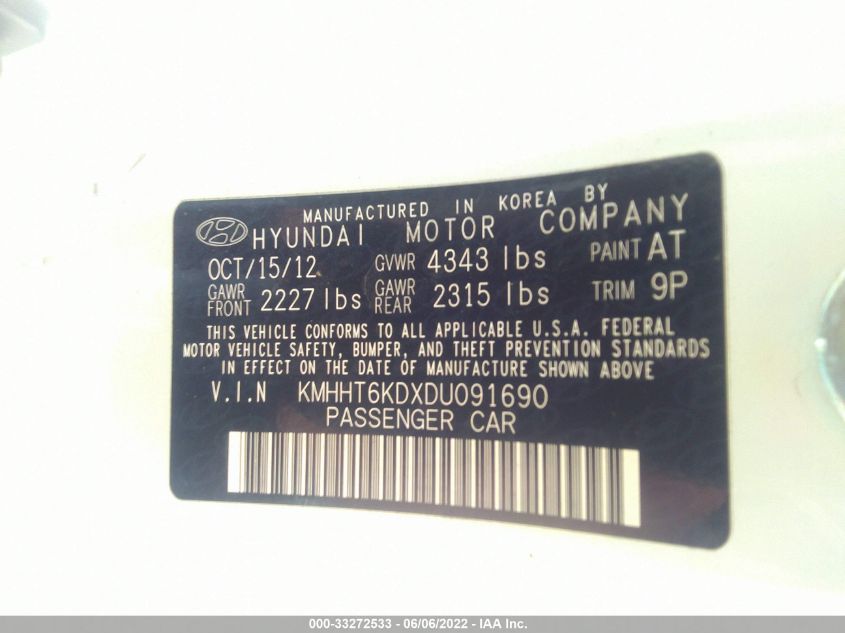 MANUFACTURED IN KOREA BY
HYUNDAI MOTOR COMPANY
OCT/15/12 GVWR 4343 lbs PAINT AT
GAWR FRONT 2227 lbs GAWR REAR 2315 lbs TRIM 9P
THIS VEHICLE CONFORMS TO ALL APPLICABLE U.S.A. FEDERAL
MOTOR VEHICLE SAFETY, BUMPER, AND THEFT PREVENTION STANDARDS
IN EFFECT ON THE DATE OF MANUFACTURE SHOWN ABOVE.
V.I.N KMHHT6KDXDU091690
PASSENGER CAR
000-33272533 - 06/06/2022 - IAA Inc.